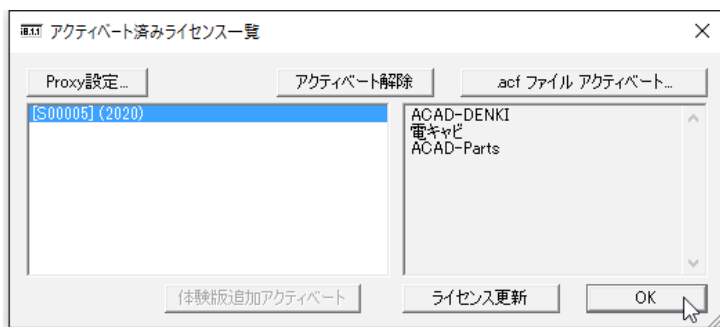 アクティベート済みライセンス一覧
Proxy設定...
アクティベート解除
.acf ファイル アクティベート...
[S00005] (2020)
ACAD-DENKI
電キャビ
ACAD-Parts
体験版追加アクティベート
ライセンス更新
OK